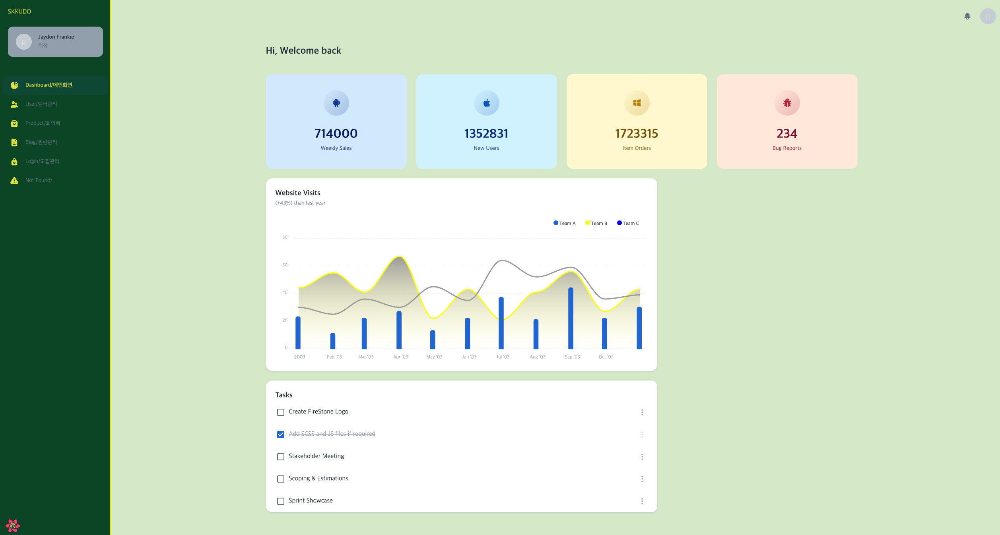 SKKUDO
p
Jaydon Frankie
회장
Dashboard/메인화면
User/멤버관리
Product/회의록
Blog/권한관리
Login/모집관리
Not Found/
p
Hi, Welcome back
714000
Weekly Sales
1352831
New Users
1723315
Item Orders
234
Bug Reports
Website Visits
(+43%) than last year
Team A Team B Team C
80
60
40
20
0
2003 Feb '03 Mar '03 Apr '03 May '03 Jun '03 Jul '03 Aug '03 Sep '03 Oct '03
Tasks
Create FireStone Logo
Add SCSS and JS files if required
Stakeholder Meeting
Scoping & Estimations
Sprint Showcase